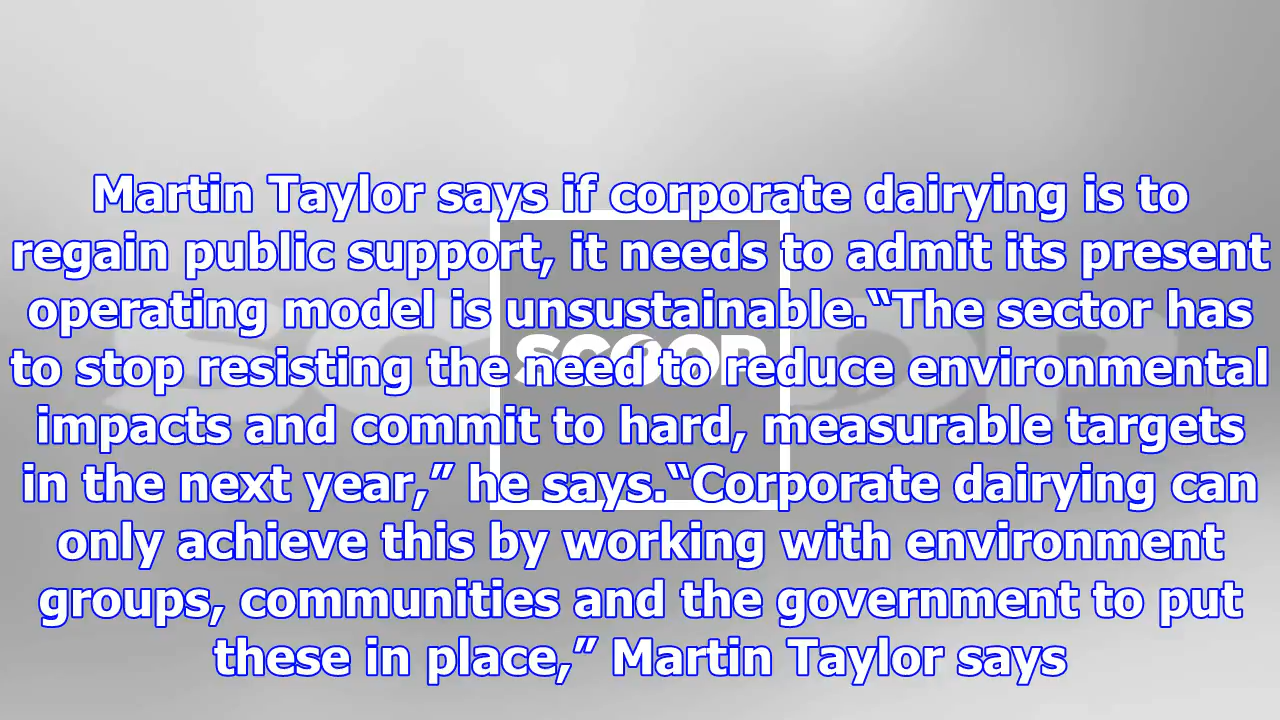 Martin Taylor says if corporate dairying is to
regain public support, it needs to admit its present
operating model is unsustainable.“The sector has
to stop resisting the need to reduce environmental
impacts and commit to hard, measurable targets
in the next year,” he says.“Corporate dairying can
only achieve this by working with environment
groups, communities and the government to put
these in place,” Martin Taylor says
SCOOP